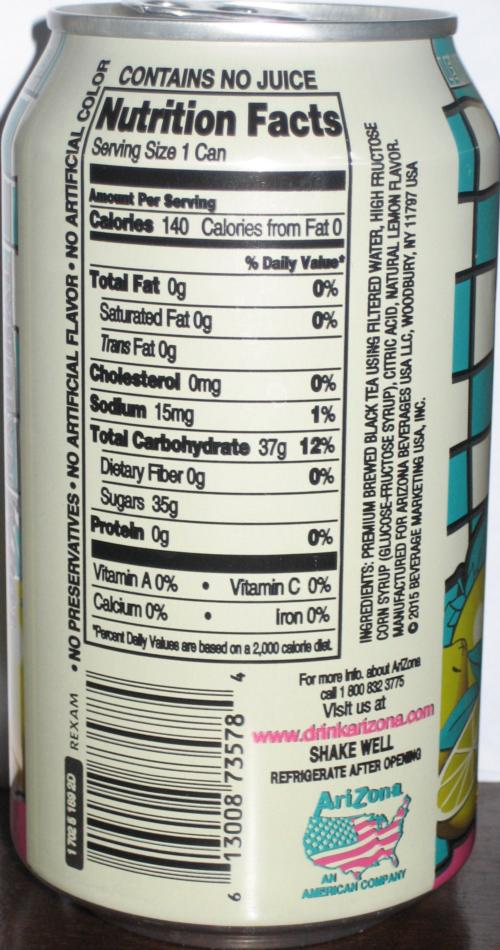 CONTAINS NO JUICE
Nutrition Facts
Serving Size 1 Can
Amount Per Serving
Calories 140 Calories from Fat 0
% Daily Value*
Total Fat 0g 0%
Saturated Fat 0g 0%
Trans Fat 0g
Cholesterol 0mg 0%
Sodium 15mg 1%
Total Carbohydrate 37g 12%
Dietary Fiber 0g 0%
Sugars 35g
Protein 0g 0%
Vitamin A 0% • Vitamin C 0%
Calcium 0% • Iron 0%
*Percent Daily Values are based on a 2,000 calorie diet.
• NO PRESERVATIVES • NO ARTIFICIAL FLAVOR • NO ARTIFICIAL COLOR
INGREDIENTS: PREMIUM BREWED BLACK TEA USING FILTERED WATER, HIGH FRUCTOSE
CORN SYRUP (GLUCOSE-FRUCTOSE SYRUP), CITRIC ACID, NATURAL LEMON FLAVOR.
MANUFACTURED FOR ARIZONA BEVERAGES USA LLC, WOODBURY, NY 11797 USA
© 2015 BEVERAGE MARKETING USA, INC.
REXAM
1 702 5 189 2D
6 13008 73578 4
For more info. about AriZona
call 1 800 832 3775
Visit us at
www.drinkarizona.com
SHAKE WELL
REFRIGERATE AFTER OPENING
AriZona
AN
AMERICAN COMPANY